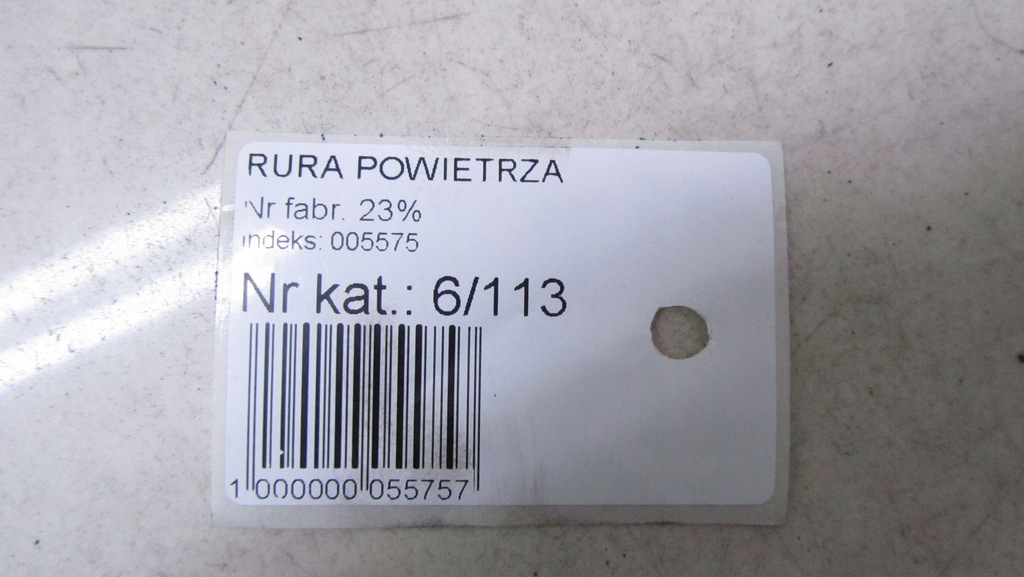 RURA POWIETRZA
Nr fabr. 23%
indeks: 005575
Nr kat.: 6/113
1 000000 055757